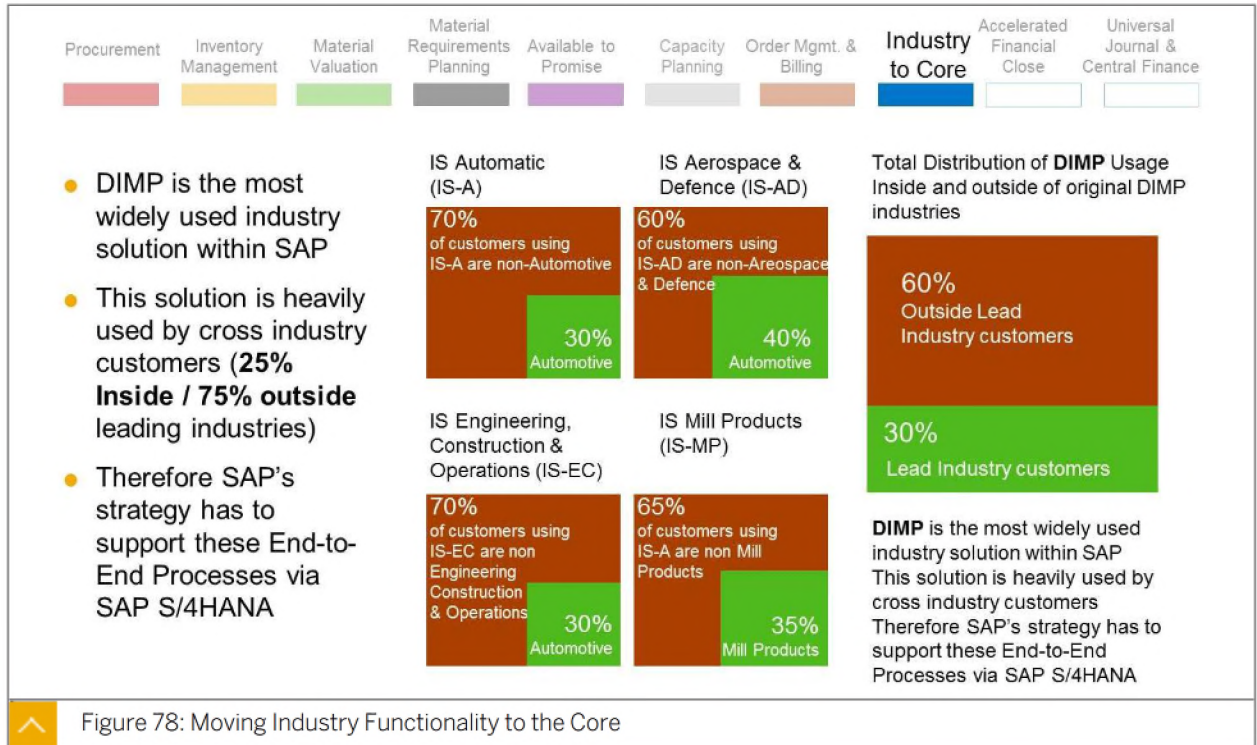 Procurement
Inventory
Management
Material
Valuation
Material
Requirements
Planning
Available to
Promise
Capacity
Planning
Order Mgmt. &
Billing
Industry
to Core
Accelerated
Financial
Close
Universal
Journal &
Central Finance
DIMP is the most
widely used industry
solution within SAP
This solution is heavily
used by cross industry
customers (25%
Inside / 75% outside
leading industries)
Therefore SAP's
strategy has to
support these End-to-
End Processes via
SAP S/4HANA
IS Automatic
(IS-A)
70%
of customers using
IS-A are non-Automotive
30%
Automotive
IS Aerospace &
Defence (IS-AD)
60%
of customers using
IS-AD are non-Areospace
& Defence
40%
Automotive
IS Engineering,
Construction &
Operations (IS-EC)
70%
of customers using
IS-EC are non
Engineering
Construction
& Operations
30%
Automotive
IS Mill Products
(IS-MP)
65%
of customers using
IS-A are non Mill
Products
35%
Mill Products
Total Distribution of DIMP Usage
Inside and outside of original DIMP
industries
60%
Outside Lead
Industry customers
30%
Lead Industry customers
DIMP is the most widely used
industry solution within SAP
This solution is heavily used by
cross industry customers
Therefore SAP's strategy has to
support these End-to-End
Processes via SAP S/4HANA
Figure 78: Moving Industry Functionality to the Core